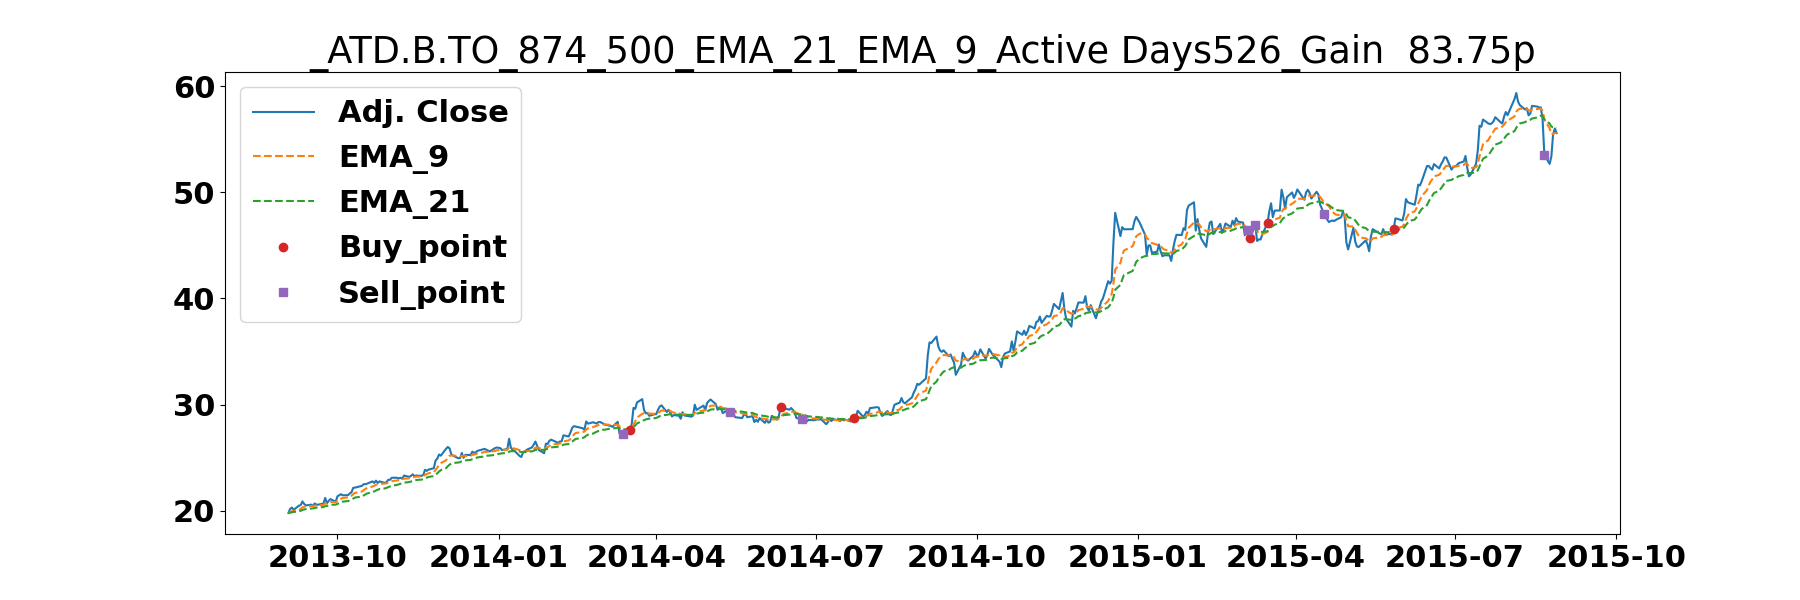 _ATD.B.TO_874_500_EMA_21_EMA_9_Active Days526_Gain  83.75p
60
50
40
30
20
Adj. Close
EMA_9
EMA_21
Buy_point
Sell_point
2013-10 2014-01 2014-04 2014-07 2014-10 2015-01 2015-04 2015-07 2015-10